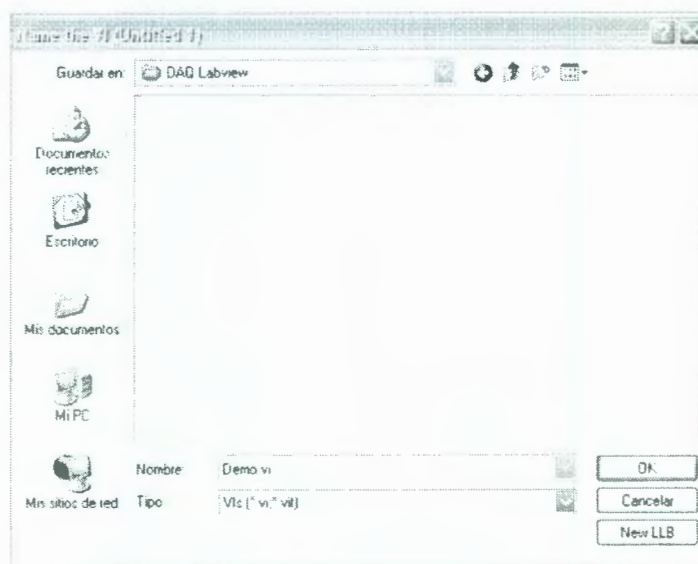 Name the VI (Untitled 1)
Guardar en: DAQ Labview
Documentos
recientes
Escritorio
Mis documentos
Mi PC
Mis sitios de red
Nombre: Demo.vi
Tipo: VIs (*.vi;*.vit)
OK
Cancelar
New LLB